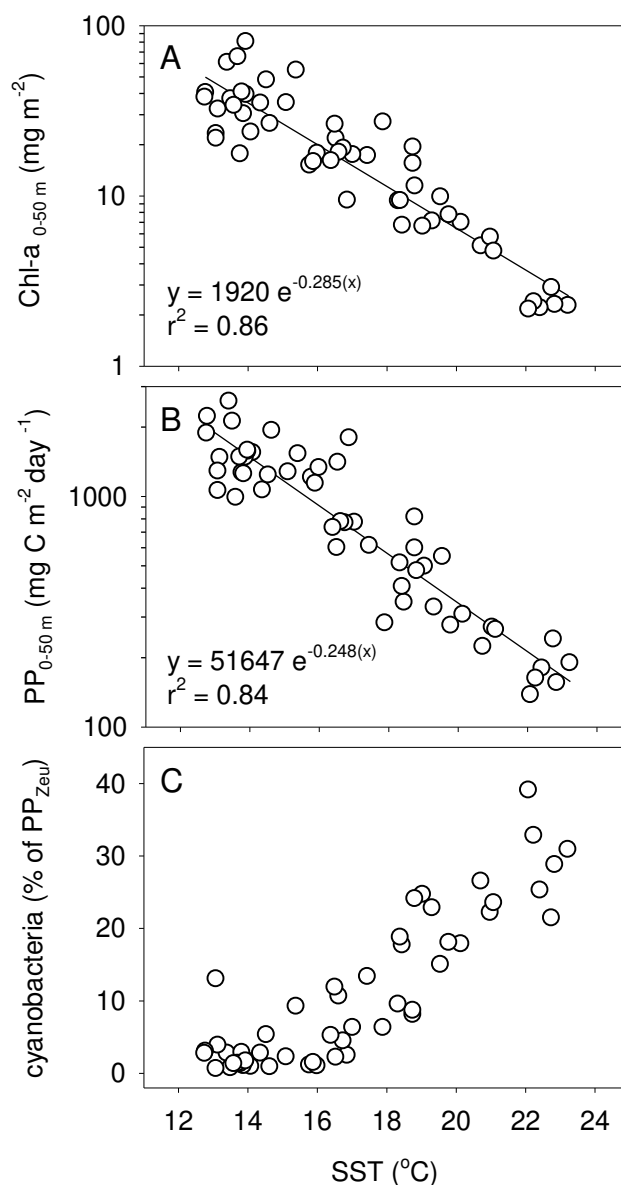 100
A
10
Chl-a 0-50 m (mg m-2)
y = 1920 e-0.285(x)
r2 = 0.86
1
B
1000
PP0-50 m (mg C m-2 day -1)
y = 51647 e-0.248(x)
r2 = 0.84
100
C
40
30
cyanobacteria (% of PPZeu)
20
10
0
12 14 16 18 20 22 24
SST (oC)